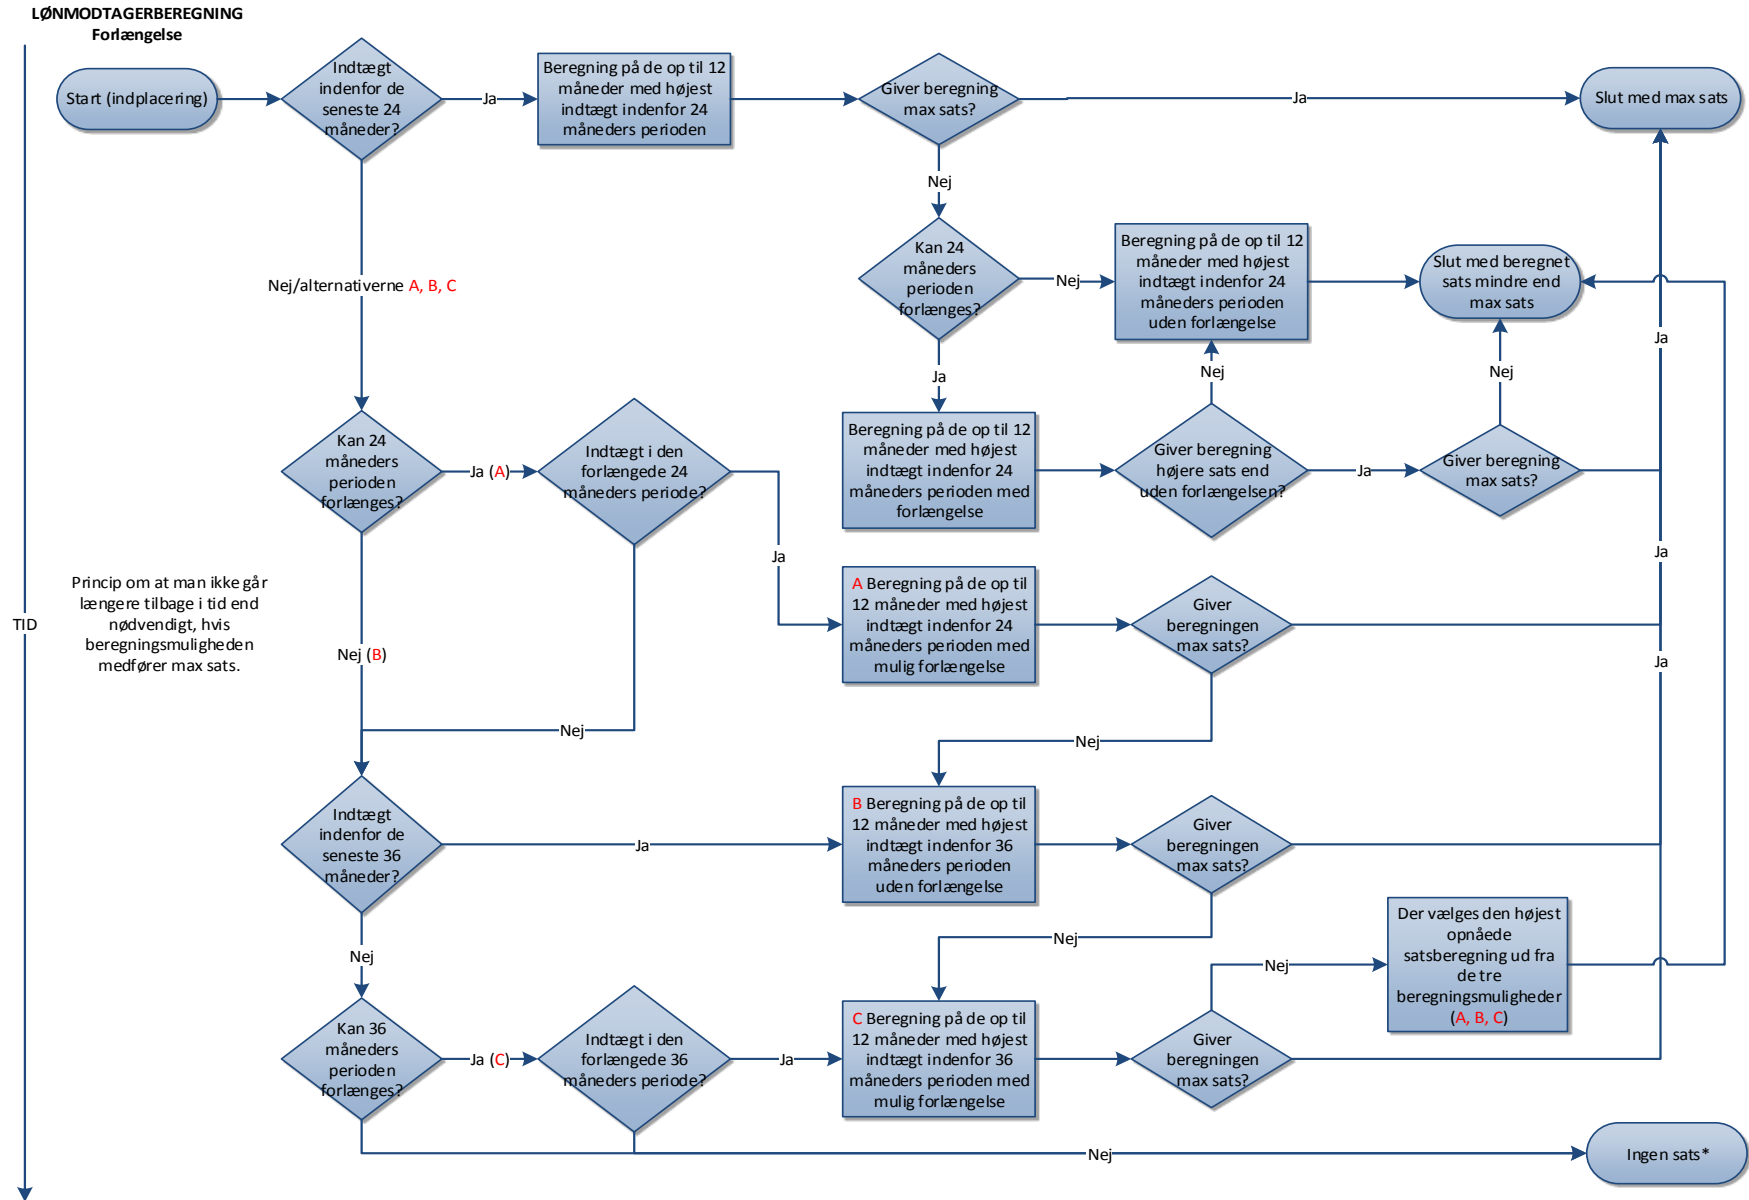 LØNMODTAGERBEREGNING
Forlængelse
Start (indplacering)
Indtægt
indenfor de
seneste 24
måneder?
Ja
Beregning på de op til 12
måneder med højest
indtægt indenfor 24
måneders perioden
Giver beregning
max sats?
Ja
Slut med max sats
Nej
Kan 24
måneders
perioden
forlænges?
Nej
Beregning på de op til 12
måneder med højest
indtægt indenfor 24
måneders perioden
uden forlængelse
Slut med beregnet
sats mindre end
max sats
Nej/alternativerne A, B, C
Ja
Ja
Nej
Nej
Kan 24
måneders
perioden
forlænges?
Ja (A)
Indtægt i den
forlængede 24
måneders periode?
Beregning på de op til 12
måneder med højest
indtægt indenfor 24
måneders perioden med
forlængelse
Giver beregning
højere sats end
uden forlængelsen?
Ja
Giver beregning
max sats?
Ja
Ja
TID
Princip om at man ikke går
længere tilbage i tid end
nødvendigt, hvis
beregningsmuligheden
medfører max sats.
Nej (B)
A Beregning på de op til
12 måneder med højest
indtægt indenfor 24
måneders perioden med
mulig forlængelse
Giver
beregningen
max sats?
Ja
Nej
Nej
Indtægt
indenfor de
seneste 36
måneder?
Ja
B Beregning på de op til
12 måneder med højest
indtægt indenfor 36
måneders perioden
uden forlængelse
Giver
beregningen
max sats?
Nej
Nej
Nej
Der vælges den højest
opnåede
satsberegning ud fra
de tre
beregningsmuligheder
(A, B, C)
Kan 36
måneders
perioden
forlænges?
Ja (C)
Indtægt i den
forlængede 36
måneders periode?
Ja
C Beregning på de op til
12 måneder med højest
indtægt indenfor 36
måneders perioden med
mulig forlængelse
Giver
beregningen
max sats?
Nej
Ingen sats*